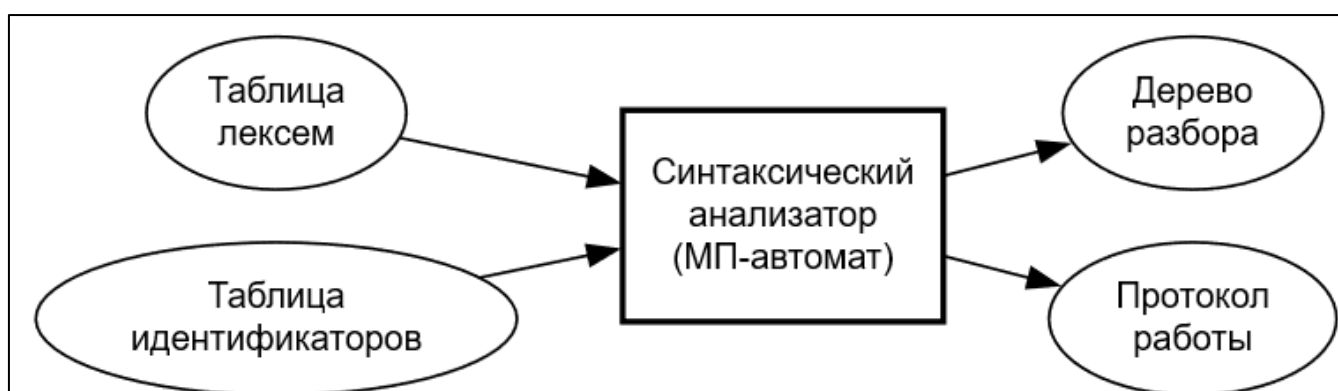 Таблица
лексем
Таблица
идентификаторов
Синтаксический
анализатор
(МП-автомат)
Дерево
разбора
Протокол
работы